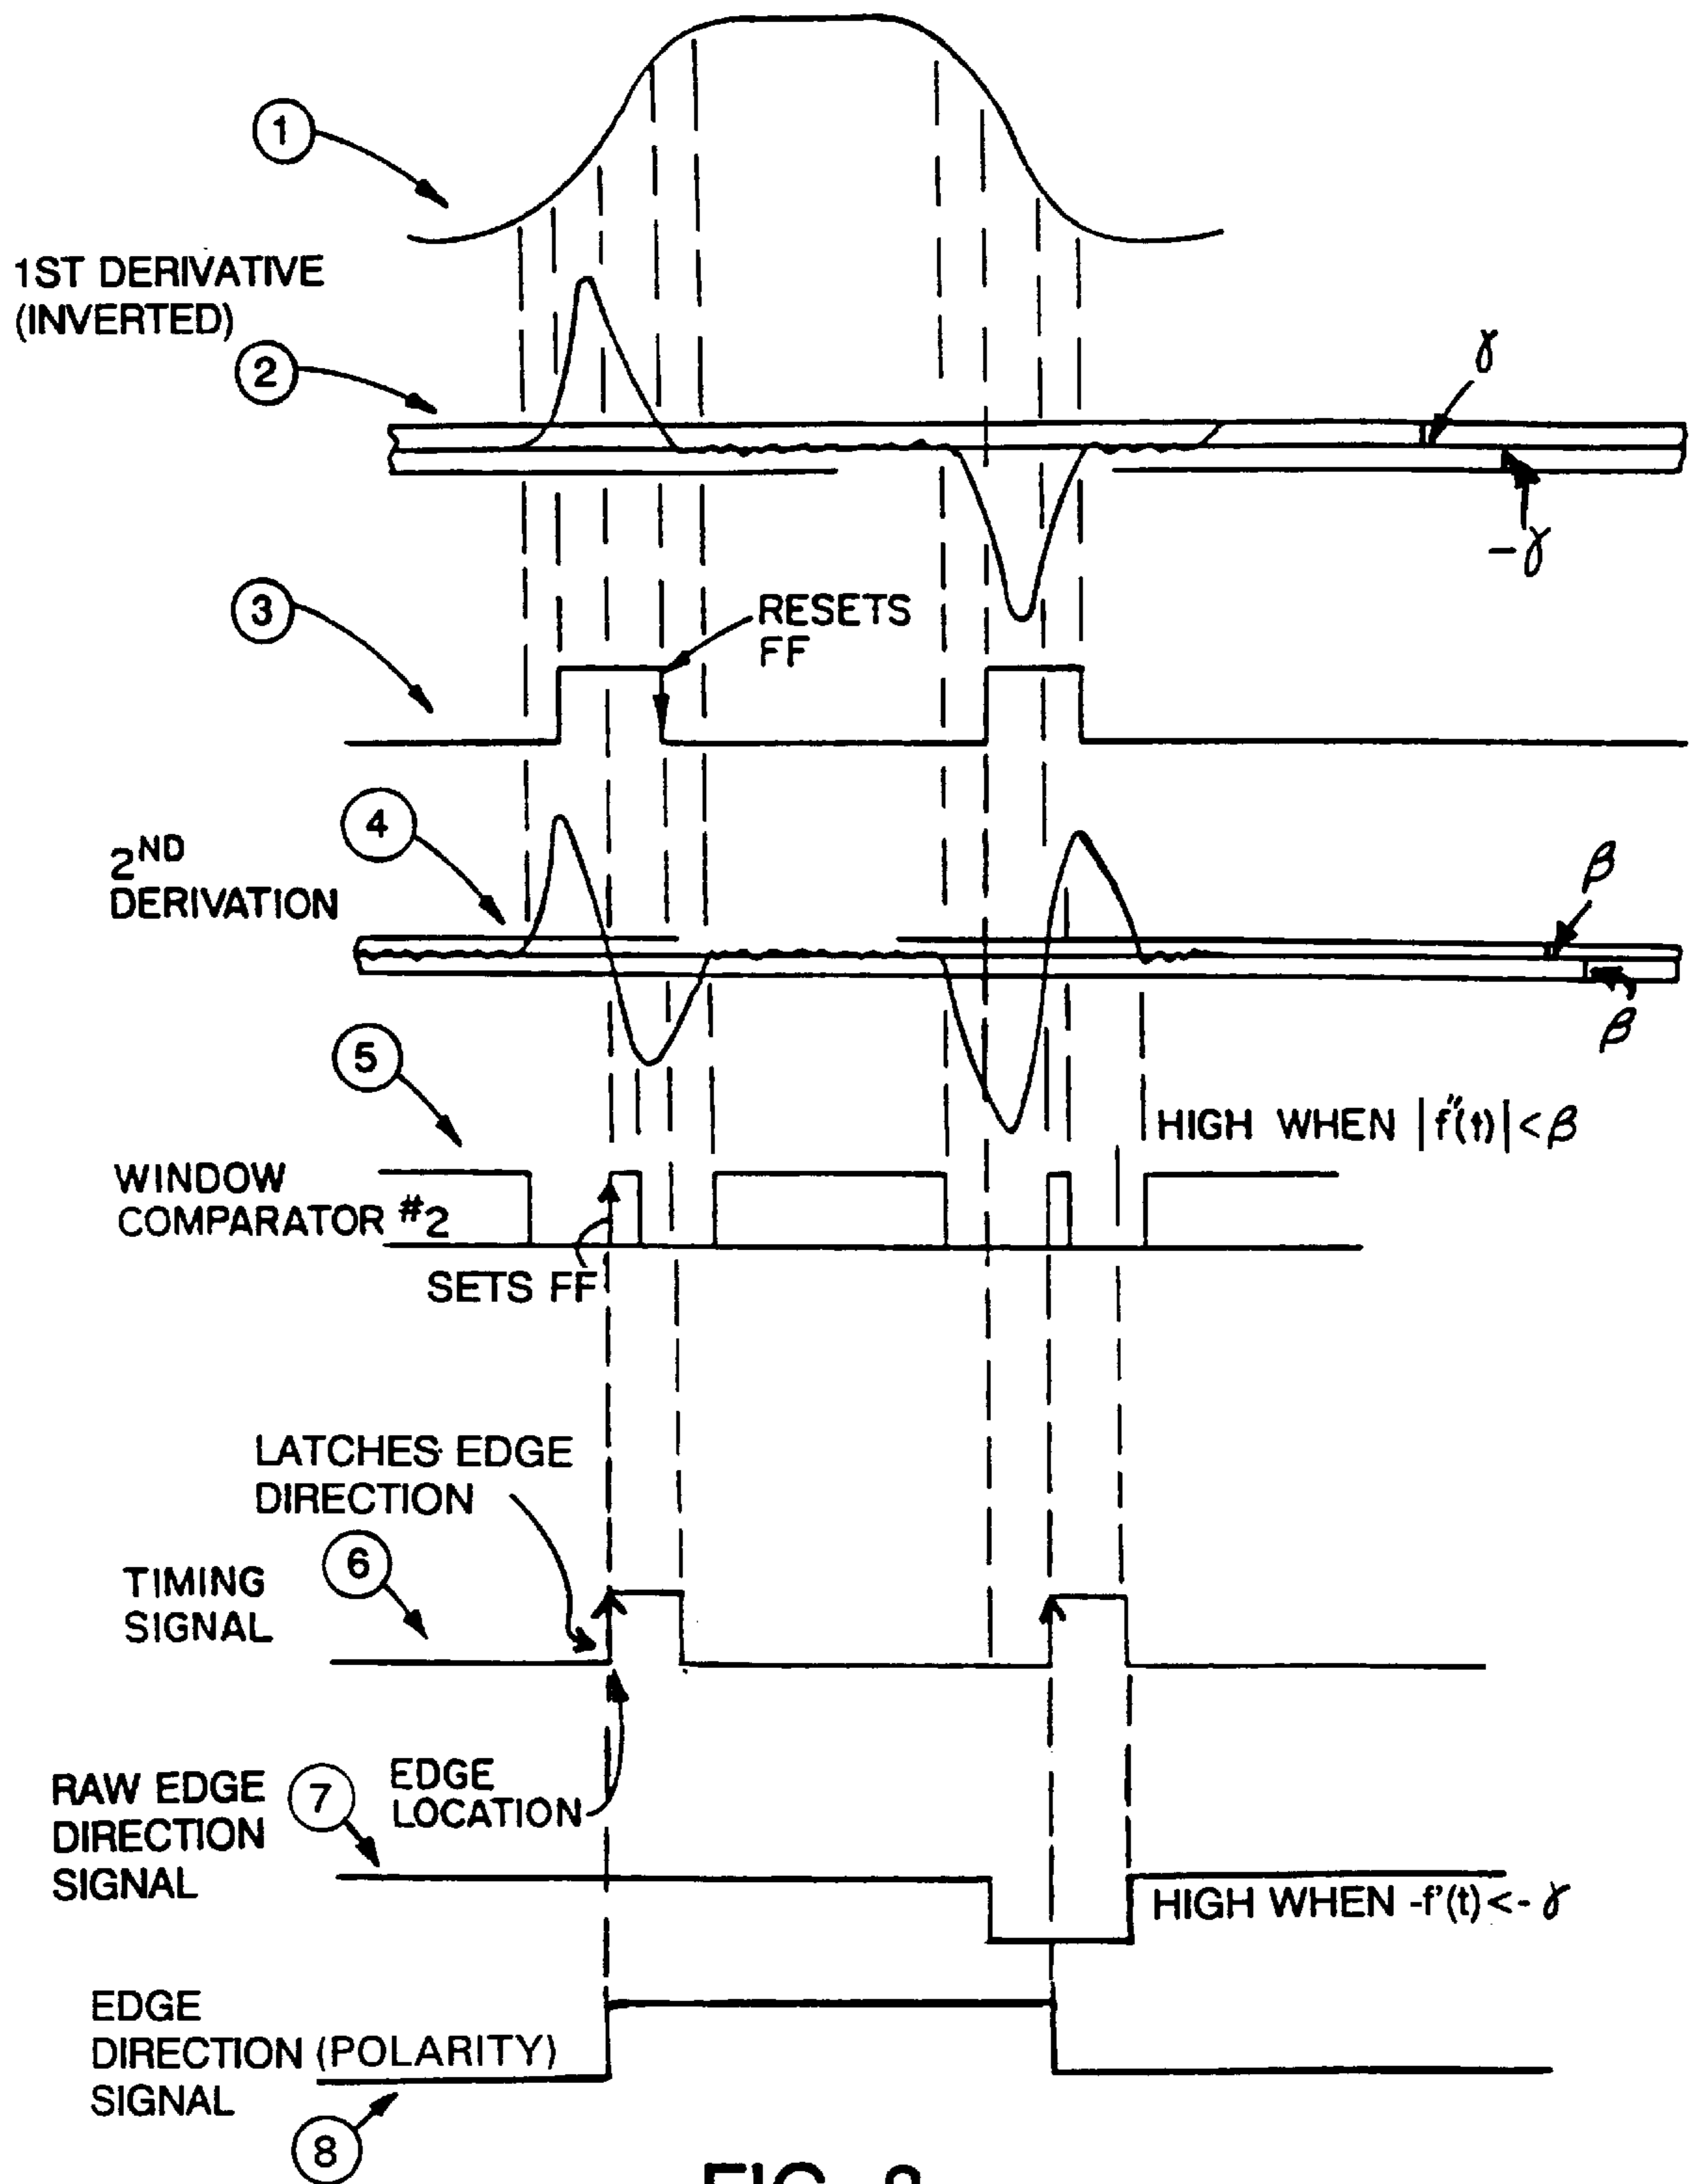 1
1ST DERIVATIVE
(INVERTED)
2
γ
-γ
3
RESETS
FF
4
2ND
DERIVATION
β
β
5
HIGH WHEN |f"(t)|<β
WINDOW
COMPARATOR #2
SETS FF
LATCHES EDGE
DIRECTION
6
TIMING
SIGNAL
EDGE
LOCATION
7
RAW EDGE
DIRECTION
SIGNAL
HIGH WHEN -f'(t)<-γ
EDGE
DIRECTION (POLARITY)
SIGNAL
8